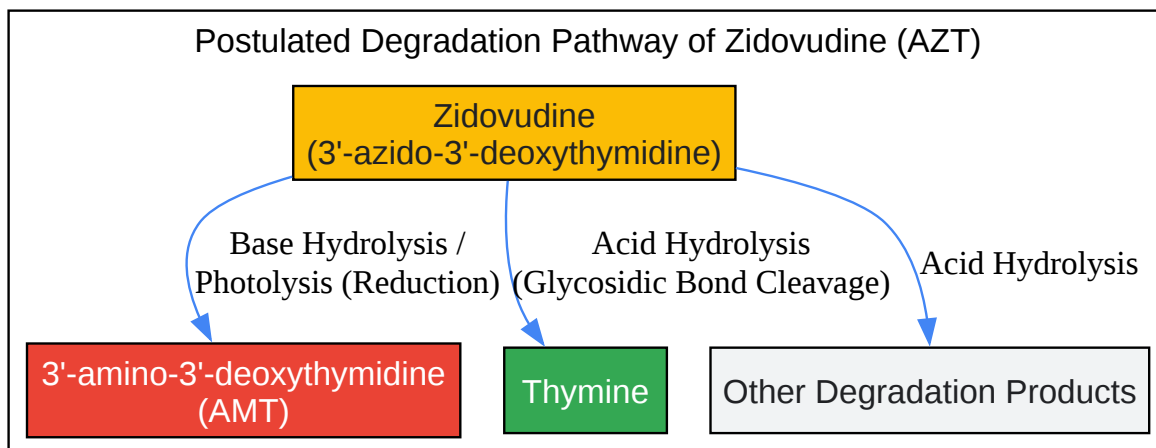 Postulated Degradation Pathway of Zidovudine (AZT)
Zidovudine
(3'-azido-3'-deoxythymidine)
Base Hydrolysis /
Photolysis (Reduction)
Acid Hydrolysis
(Glycosidic Bond Cleavage)
Acid Hydrolysis
3'-amino-3'-deoxythymidine
(AMT)
Thymine
Other Degradation Products